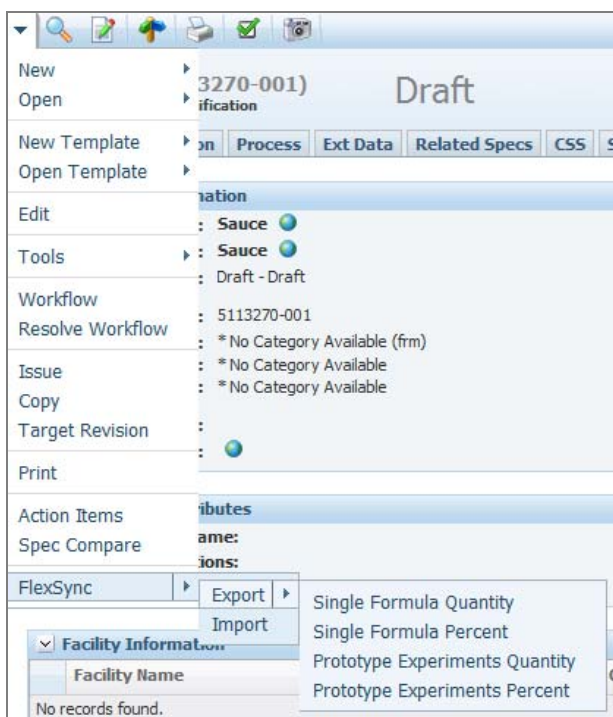 3270-001)
ification
Draft
New
Open
New Template
Open Template
Edit
Tools
Workflow
Resolve Workflow
Issue
Copy
Target Revision
Print
Action Items
Spec Compare
FlexSync
Export
Import
Single Formula Quantity
Single Formula Percent
Prototype Experiments Quantity
Prototype Experiments Percent
on Process Ext Data Related Specs CSS S
nation
: Sauce
: Sauce
: Draft - Draft
: 5113270-001
: * No Category Available (frm)
: * No Category Available
: * No Category Available
:
:
ributes
ame:
ions:
Facility Information
Facility Name
No records found.